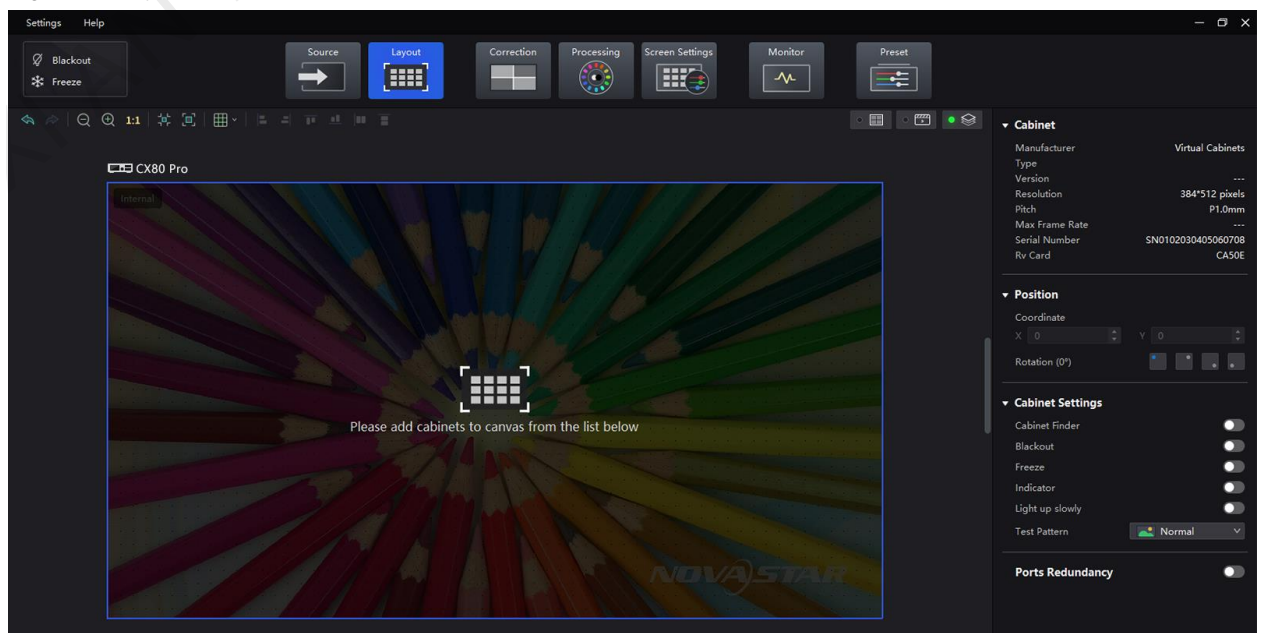 Settings Help
Blackout
Freeze
Source Layout Correction Processing Screen Settings Monitor Preset
1:1
CX80 Pro
Internal
Please add cabinets to canvas from the list below
NOVASTAR
Cabinet
Manufacturer Virtual Cabinets
Type
Version ---
Resolution 384*512 pixels
Pitch P1.0mm
Max Frame Rate ---
Serial Number SN0102030405060708
Rv Card CA50E
Position
Coordinate
X 0 Y 0
Rotation (0°)
Cabinet Settings
Cabinet Finder
Blackout
Freeze
Indicator
Light up slowly
Test Pattern Normal
Ports Redundancy